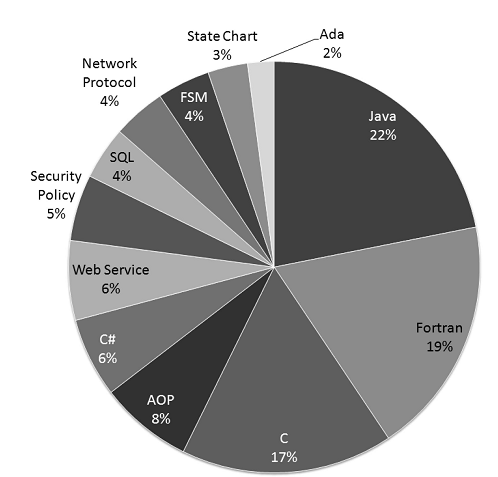 State Chart
3%
Ada
2%
Network
Protocol
4%
FSM
4%
Java
22%
SQL
4%
Security
Policy
5%
Web Service
6%
Fortran
19%
C#
6%
AOP
8%
C
17%